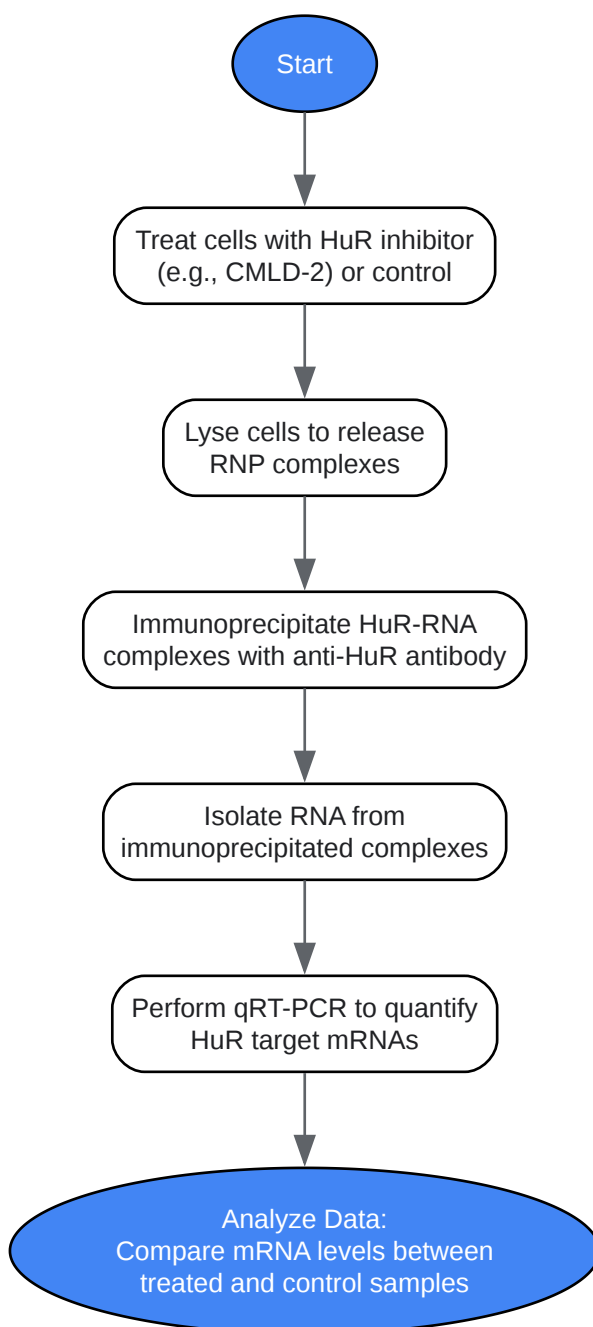 Start
Treat cells with HuR inhibitor
(e.g., CMLD-2) or control
Lyse cells to release
RNP complexes
Immunoprecipitate HuR-RNA
complexes with anti-HuR antibody
Isolate RNA from
immunoprecipitated complexes
Perform qRT-PCR to quantify
HuR target mRNAs
Analyze Data:
Compare mRNA levels between
treated and control samples